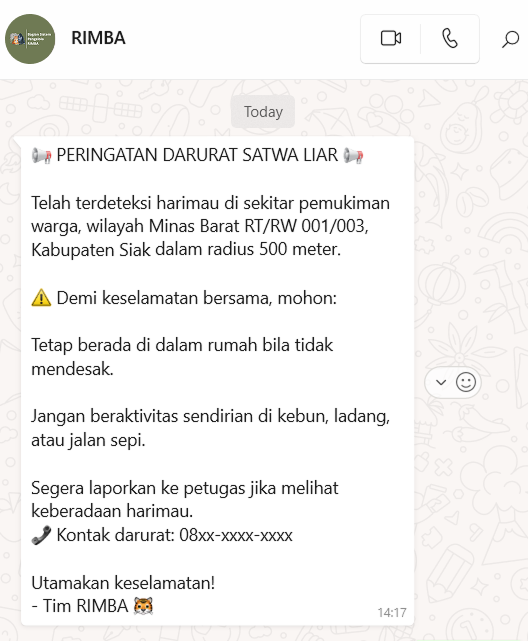 RIMBA
Today
📢 PERINGATAN DARURAT SATWA LIAR 📢
Telah terdeteksi harimau di sekitar pemukiman
warga, wilayah Minas Barat RT/RW 001/003,
Kabupaten Siak dalam radius 500 meter.
⚠️ Demi keselamatan bersama, mohon:
Tetap berada di dalam rumah bila tidak
mendesak.
Jangan beraktivitas sendirian di kebun, ladang,
atau jalan sepi.
Segera laporkan ke petugas jika melihat
keberadaan harimau.
📞 Kontak darurat: 08xx-xxxx-xxxx
Utamakan keselamatan!
- Tim RIMBA 🐯
14:17